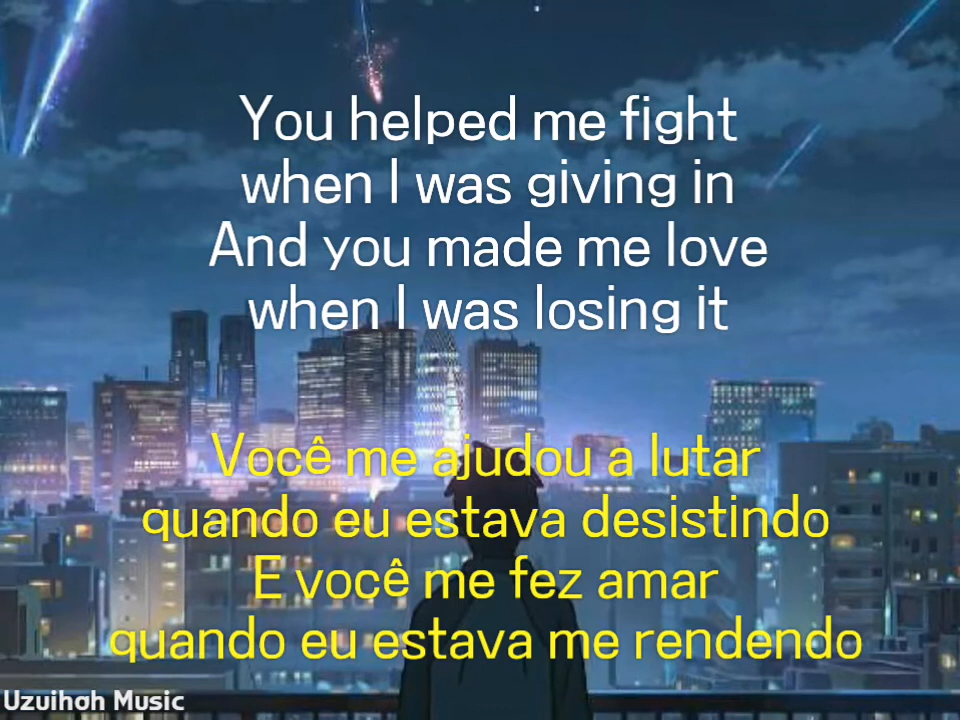 You helped me fight
when I was giving in
And you made me love
when I was losing it
Você me ajudou a lutar
quando eu estava desistindo
E você me fez amar
quando eu estava me rendendo
Uzuihah Music